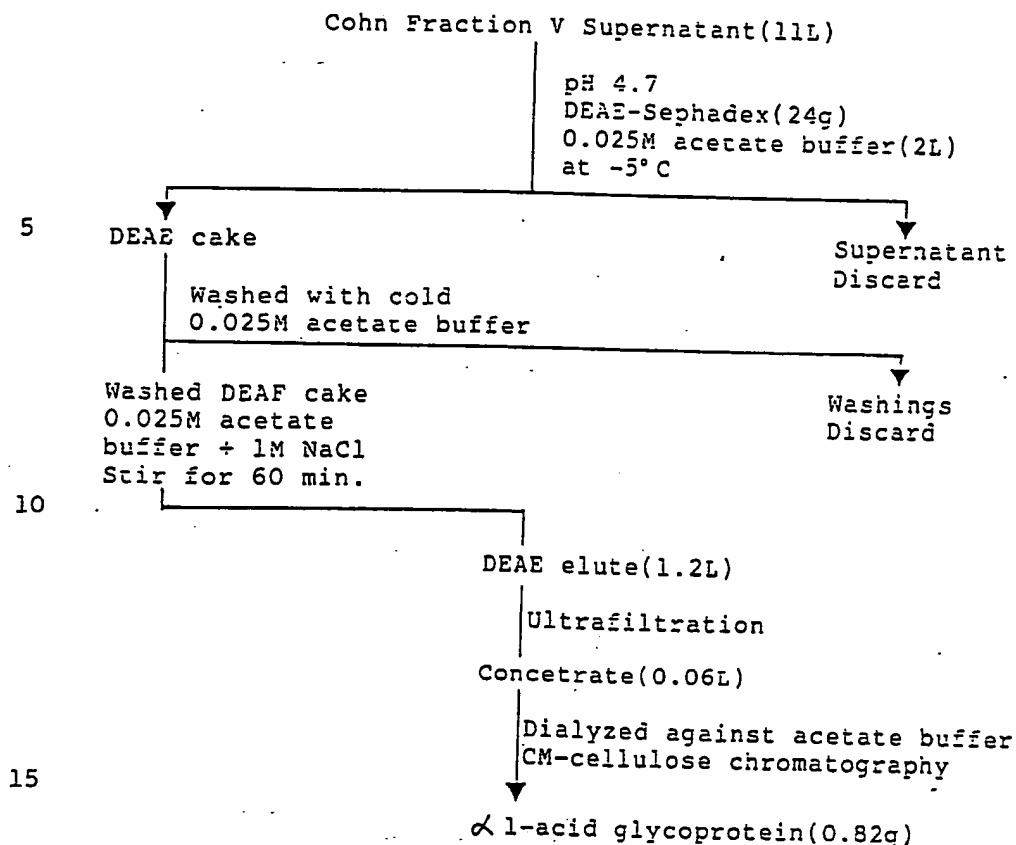 Cohn Fraction V Supernatant(11L)
pH 4.7
DEAE-Sephadex(24g)
0.025M acetate buffer(2L)
at -5°C
5
DEAE cake
Supernatant
Discard
Washed with cold
0.025M acetate buffer
Washed DEAF cake
0.025M acetate
buffer + 1M NaCl
Stir for 60 min.
Washings
Discard
10
DEAE elute(1.2L)
Ultrafiltration
Concetrate(0.06L)
Dialyzed against acetate buffer
CM-cellulose chromatography
15
α 1-acid glycoprotein(0.82g)